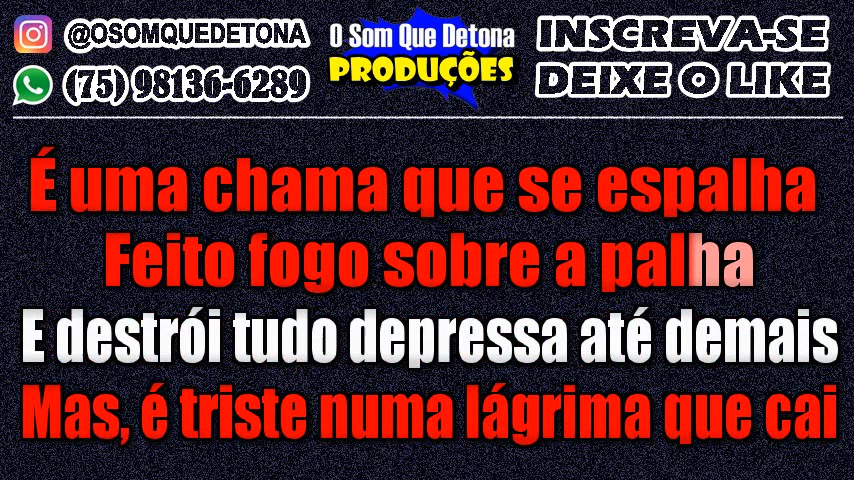 @OSOMQUEDETONA
(75) 98136-6289
O Som Que Detona
PRODUÇÕES
INSCREVA-SE
DEIXE O LIKE
É uma chama que se espalha
Feito fogo sobre a palha
E destrói tudo depressa até demais
Mas, é triste numa lágrima que cai